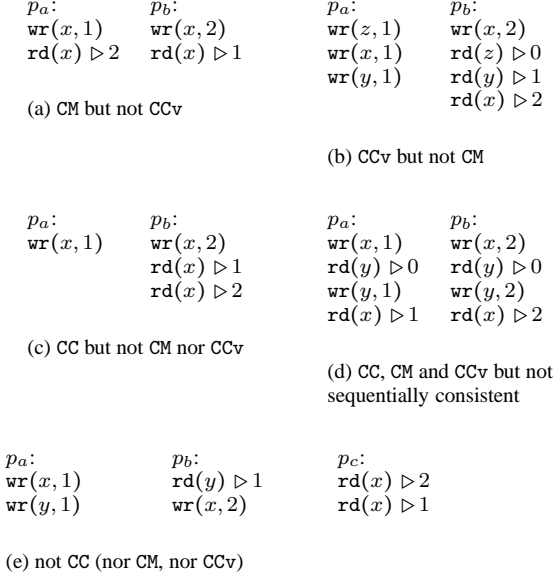 p_a: p_b:
wr(x, 1) wr(x, 2)
rd(x) ▷ 2 rd(x) ▷ 1
(a) CM but not CCv
p_a: p_b:
wr(z, 1) wr(x, 2)
wr(x, 1) rd(z) ▷ 0
wr(y, 1) rd(y) ▷ 1
rd(x) ▷ 2
(b) CCv but not CM
p_a: p_b:
wr(x, 1) wr(x, 2)
rd(x) ▷ 1
rd(x) ▷ 2
(c) CC but not CM nor CCv
p_a: p_b:
wr(x, 1) wr(x, 2)
rd(y) ▷ 0 rd(y) ▷ 0
wr(y, 1) wr(y, 2)
rd(x) ▷ 1 rd(x) ▷ 2
(d) CC, CM and CCv but not
sequentially consistent
p_a: p_b: p_c:
wr(x, 1) rd(y) ▷ 1 rd(x) ▷ 2
wr(y, 1) wr(x, 2) rd(x) ▷ 1
(e) not CC (nor CM, nor CCv)